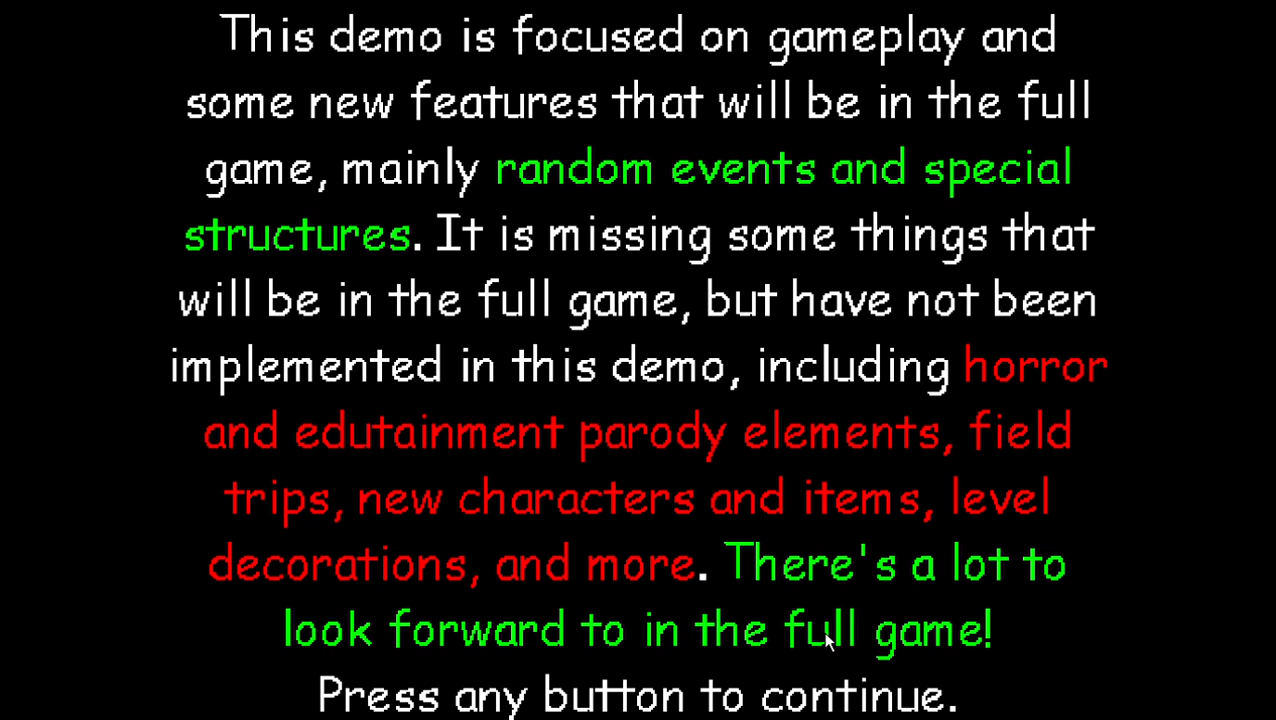 This demo is focused on gameplay and
some new features that will be in the full
game, mainly random events and special
structures. It is missing some things that
will be in the full game, but have not been
implemented in this demo, including horror
and edutainment parody elements, field
trips, new characters and items, level
decorations, and more. There's a lot to
look forward to in the full game!
Press any button to continue.